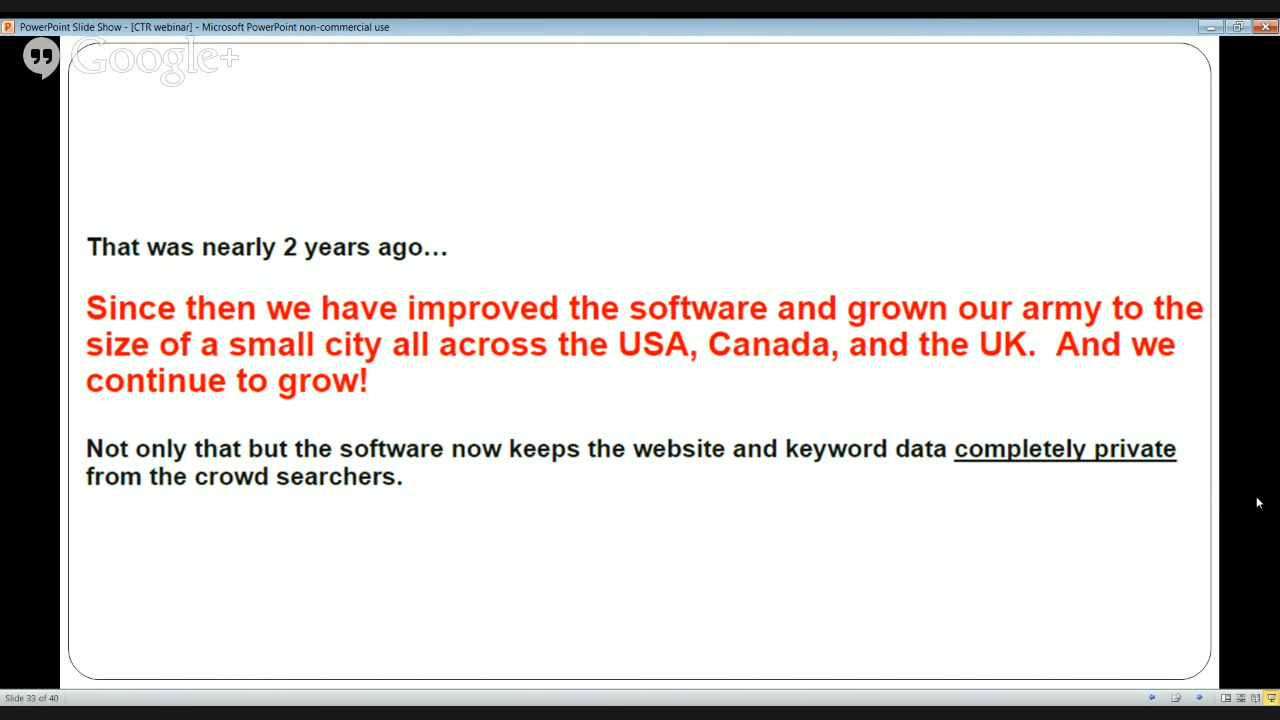 PowerPoint Slide Show - [CTR webinar] - Microsoft PowerPoint non-commercial use
Google+
That was nearly 2 years ago…
Since then we have improved the software and grown our army to the
size of a small city all across the USA, Canada, and the UK.  And we
continue to grow!
Not only that but the software now keeps the website and keyword data completely private
from the crowd searchers.
Slide 33 of 40